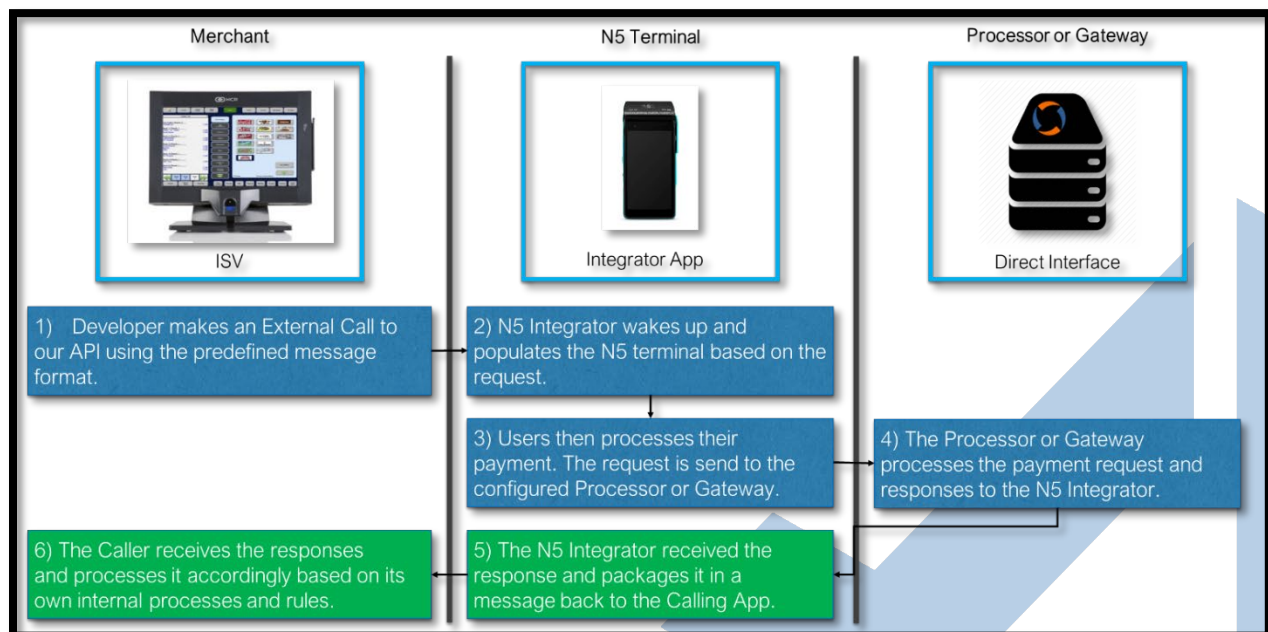 Merchant
N5 Terminal
Processor or Gateway
ISV
Integrator App
Direct Interface
1) Developer makes an External Call to
our API using the predefined message
format.
2) N5 Integrator wakes up and
populates the N5 terminal based on the
request.
3) Users then processes their
payment. The request is send to the
configured Processor or Gateway.
4) The Processor or Gateway
processes the payment request and
responses to the N5 Integrator.
6) The Caller receives the responses
and processes it accordingly based on its
own internal processes and rules.
5) The N5 Integrator received the
response and packages it in a
message back to the Calling App.